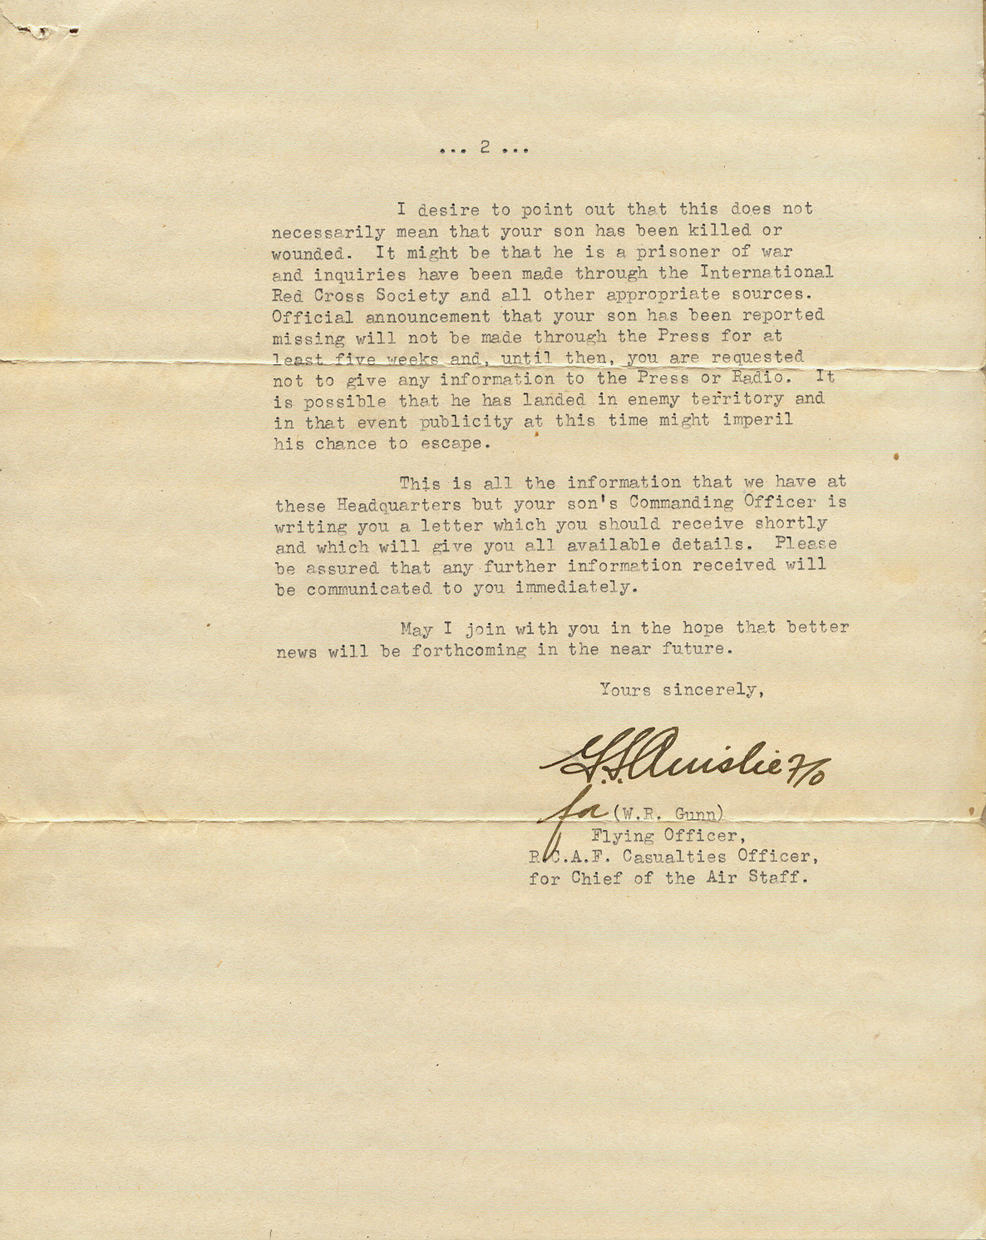 ... 2 ...
I desire to point out that this does not
necessarily mean that your son has been killed or
wounded. It might be that he is a prisoner of war
and inquiries have been made through the International
Red Cross Society and all other appropriate sources.
Official announcement that your son has been reported
missing will not be made through the Press for at
least five weeks and, until then, you are requested
not to give any information to the Press or Radio. It
is possible that he has landed in enemy territory and
in that event publicity at this time might imperil
his chance to escape.
This is all the information that we have at
these Headquarters but your son's Commanding Officer is
writing you a letter which you should receive shortly
and which will give you all available details. Please
be assured that any further information received will
be communicated to you immediately.
May I join with you in the hope that better
news will be forthcoming in the near future.
Yours sincerely,
Ainslie F/O
for (W.R. Gunn)
Flying Officer,
R.C.A.F. Casualties Officer,
for Chief of the Air Staff.